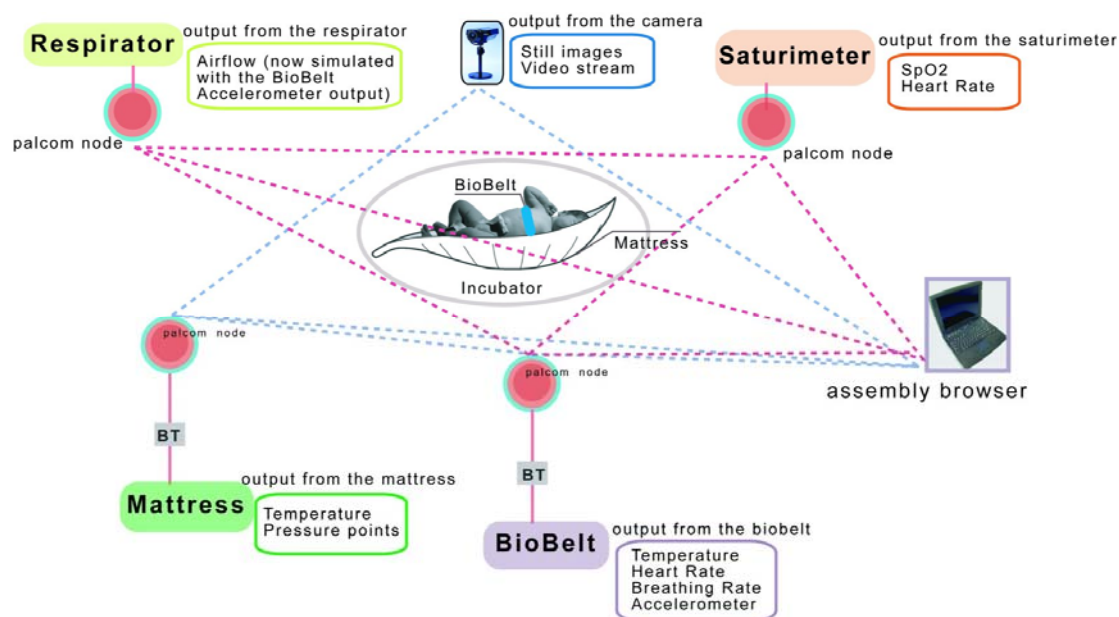 Respirator
output from the respirator
Airflow (now simulated
with the BioBelt
Accelerometer output)
palcom node
output from the camera
Still images
Video stream
Saturimeter
output from the saturimeter
SpO2
Heart Rate
palcom node
BioBelt
Mattress
Incubator
palcom node
palcom node
assembly browser
BT
Mattress
output from the mattress
Temperature
Pressure points
BT
BioBelt
output from the biobelt
Temperature
Heart Rate
Breathing Rate
Accelerometer